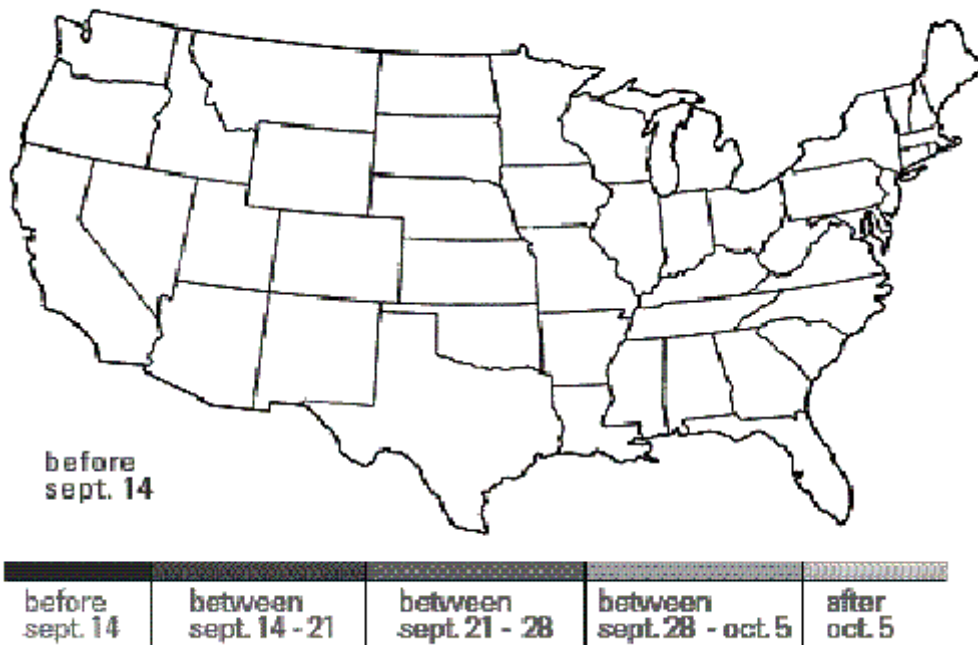 before
sept. 14
before
sept. 14
between
sept. 14 - 21
between
sept. 21 - 28
between
sept. 28 - oct. 5
after
oct. 5